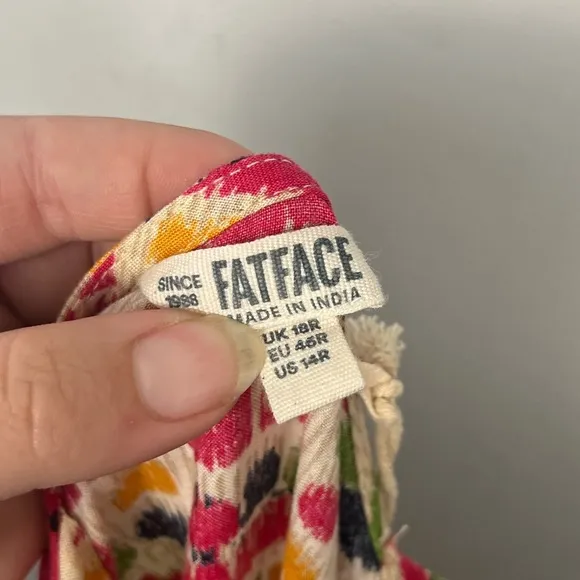 SINCE
1988
FATFACE
MADE IN INDIA
UK 18R
EU 46R
US 14R